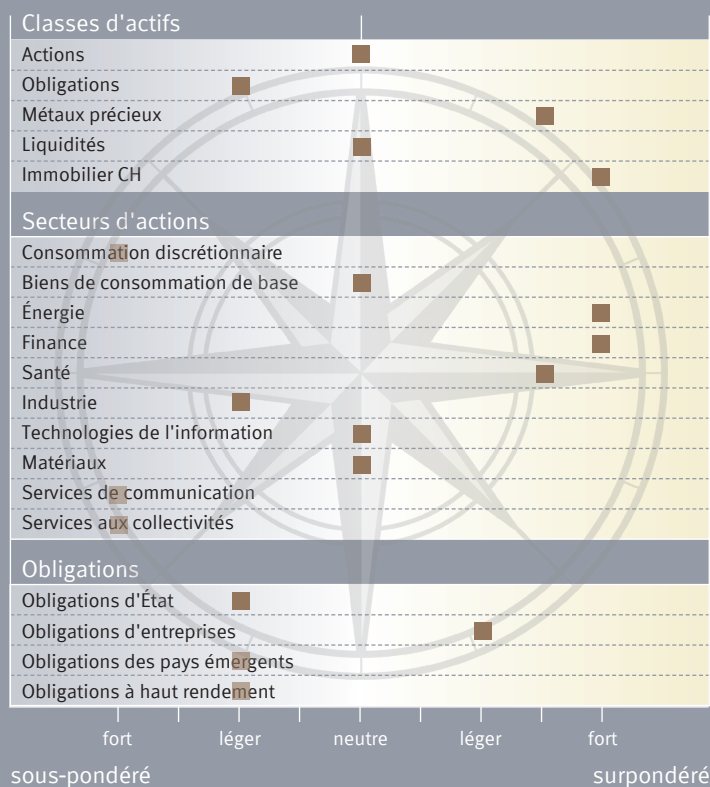 Classes d'actifs
Actions
Obligations
Métaux précieux
Liquidités
Immobilier CH
Secteurs d'actions
Consommation discrétionnaire
Biens de consommation de base
Énergie
Finance
Santé
Industrie
Technologies de l'information
Matériaux
Services de communication
Services aux collectivités
Obligations
Obligations d'État
Obligations d'entreprises
Obligations des pays émergents
Obligations à haut rendement
fort léger neutre léger fort
sous-pondéré surpondéré